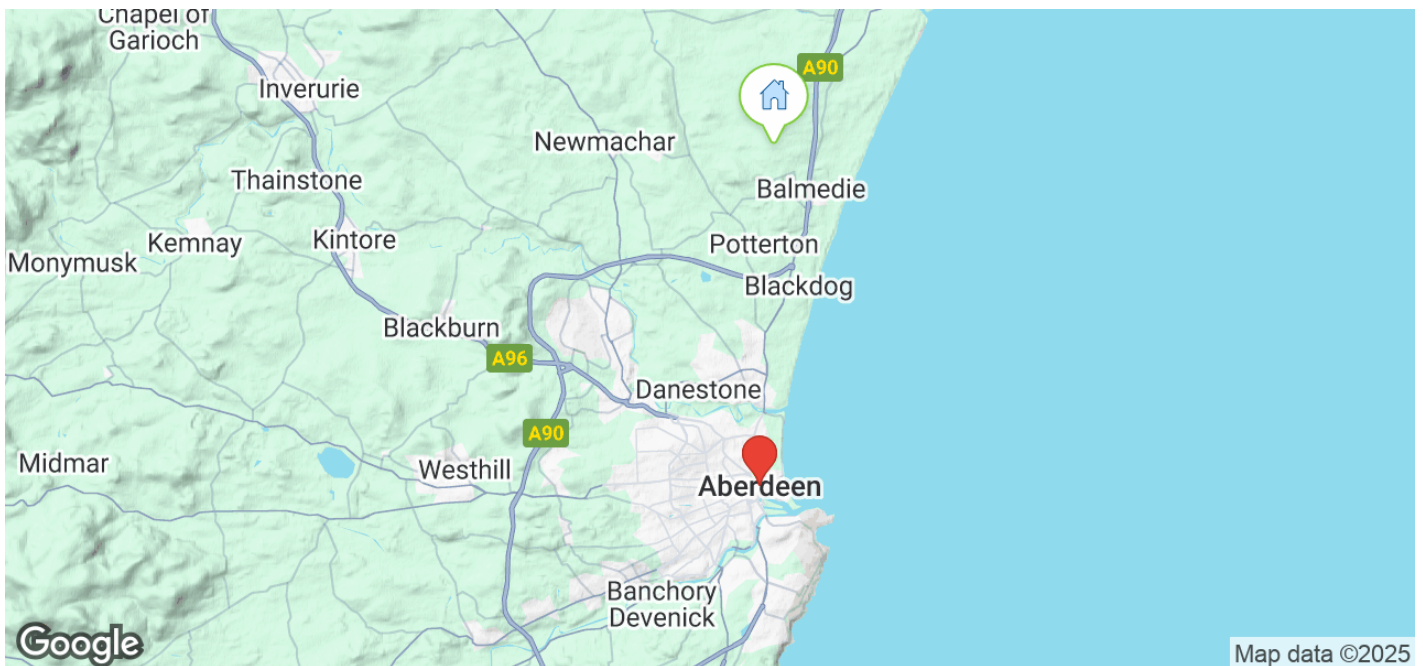 Chapel of
Garioch
A90
Inverurie
Newmachar
Thainstone
Balmedie
Kemnay
Kintore
Potterton
Monymusk
Blackdog
Blackburn
A96
Danestone
A90
Midmar
Westhill
Aberdeen
Banchory
Devenick
Google
Map data ©2025